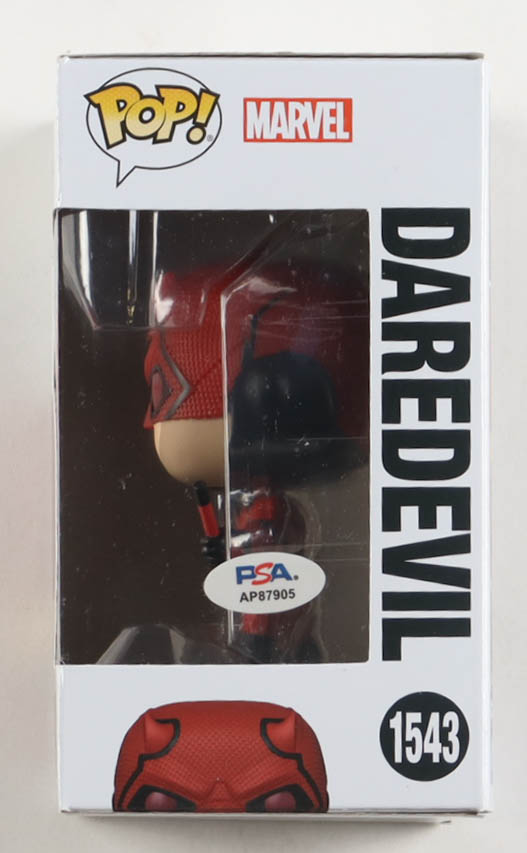 POP!
MARVEL
DAREDEVIL
PSA.
AP87905
1543